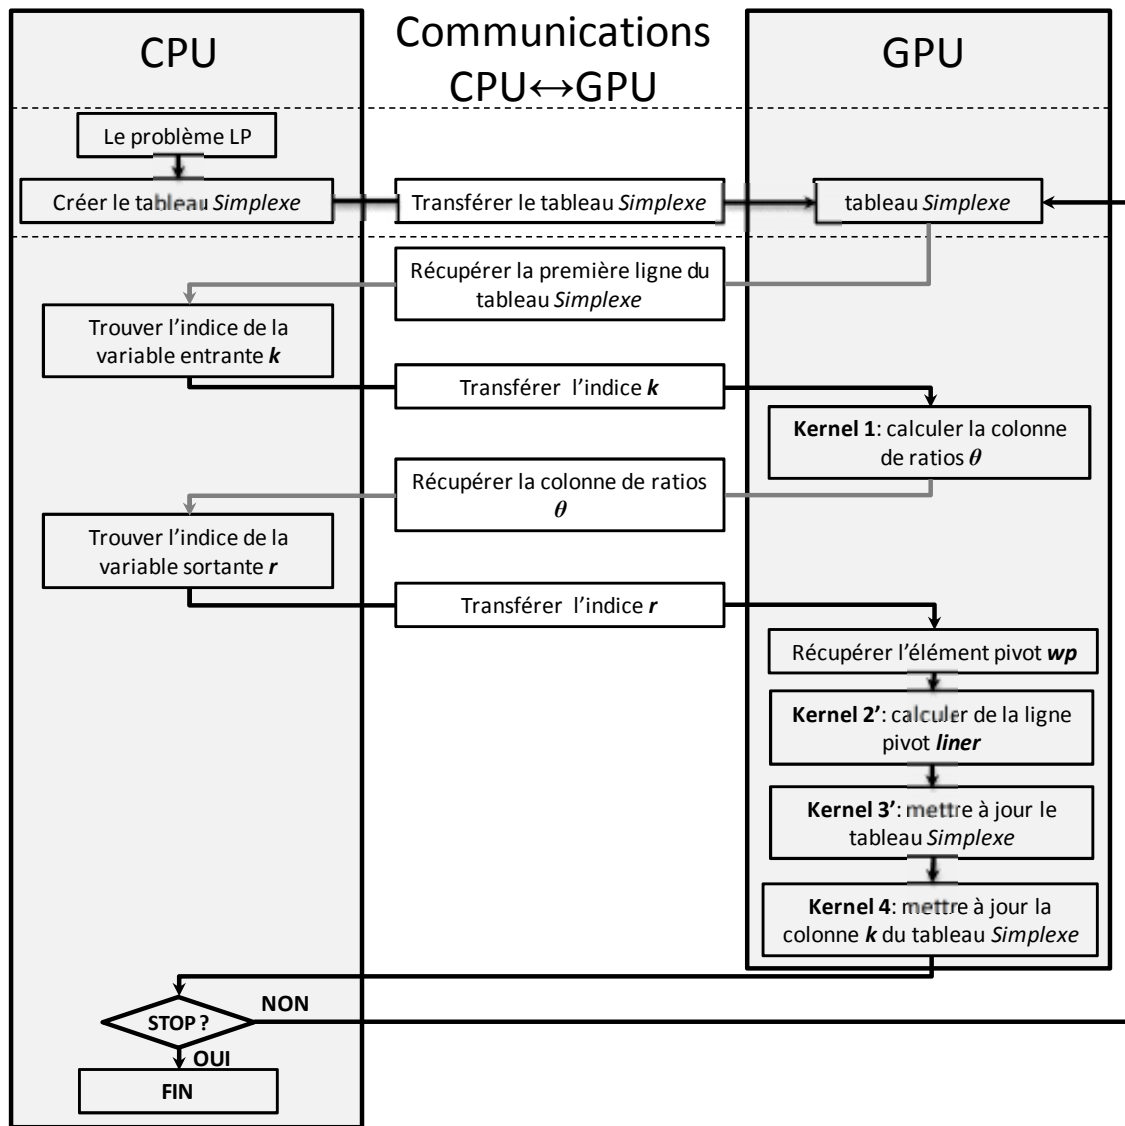 CPU
Communications
CPU↔GPU
GPU
Le problème LP
Créer le tableau Simplexe
Transférer le tableau Simplexe
tableau Simplexe
Récupérer la première ligne du
tableau Simplexe
Trouver l'indice de la
variable entrante k
Transférer l'indice k
Kernel 1: calculer la colonne
de ratios θ
Récupérer la colonne de ratios
θ
Trouver l'indice de la
variable sortante r
Transférer l'indice r
Récupérer l'élément pivot wp
Kernel 2': calculer de la ligne
pivot liner
Kernel 3': mettre à jour le
tableau Simplexe
Kernel 4: mettre à jour la
colonne k du tableau Simplexe
STOP ?
NON
OUI
FIN